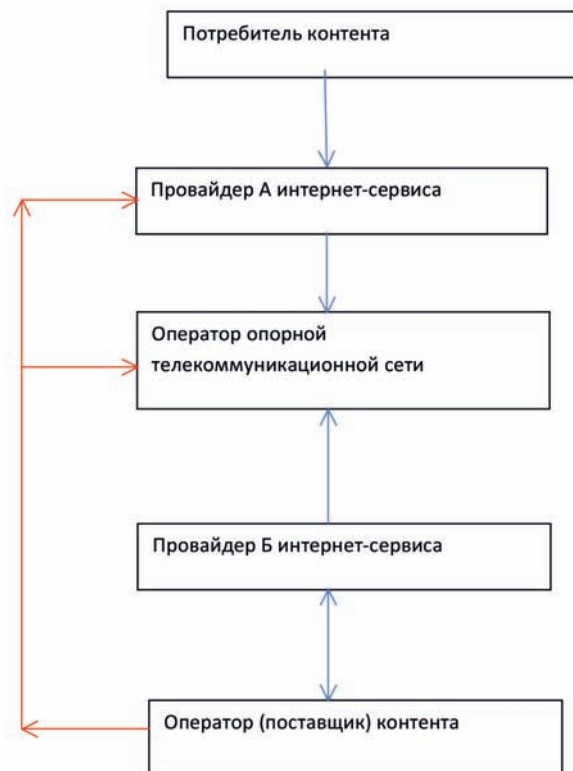 Потребитель контента
Провайдер А интернет-сервиса
Оператор опорной
телекоммуникационной сети
Провайдер Б интернет-сервиса
Оператор (поставщик) контента